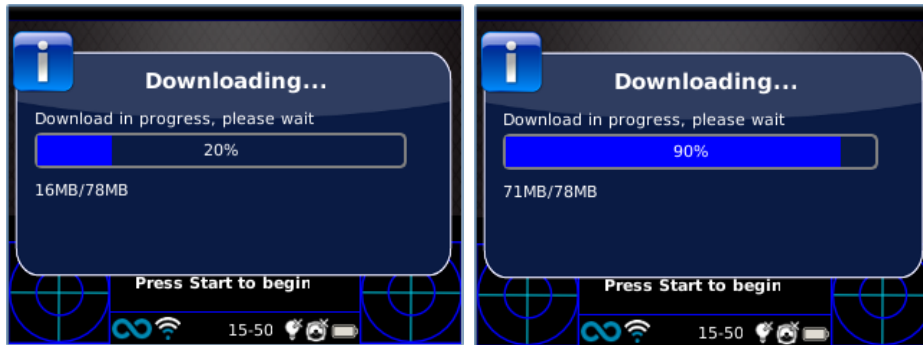 Downloading...
Download in progress, please wait
20%
16MB/78MB
Press Start to begin
15-50
Downloading...
Download in progress, please wait
90%
71MB/78MB
Press Start to begin
15-50